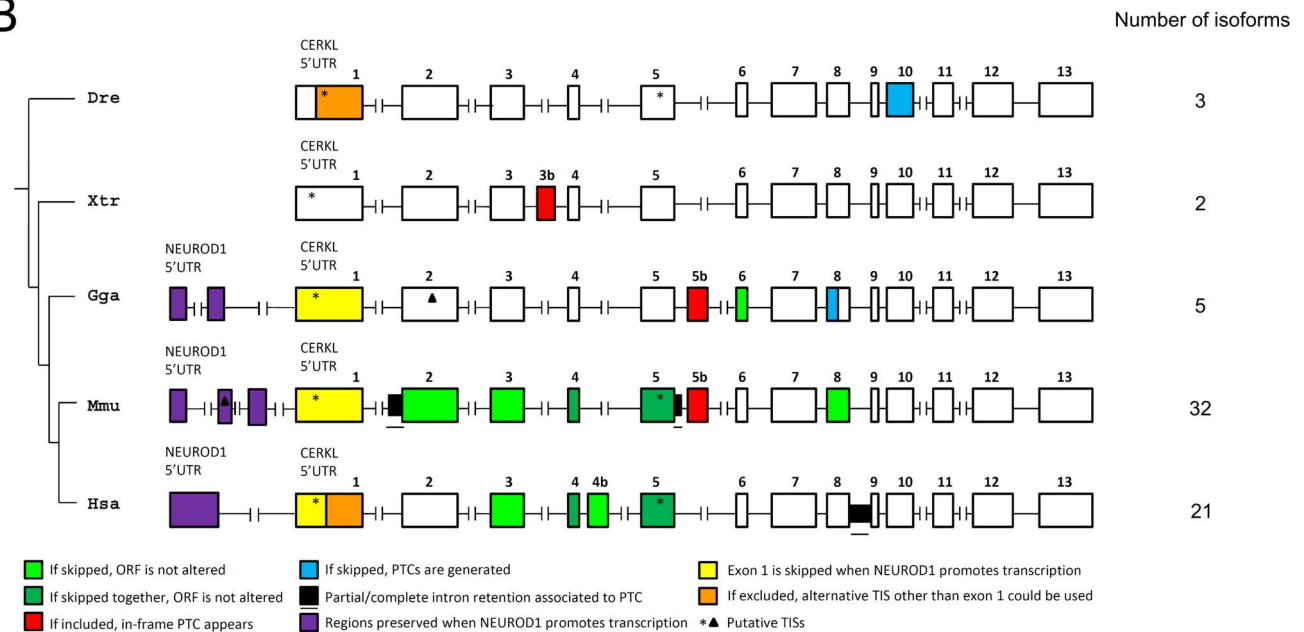 B
Number of isoforms
CERKL
5'UTR
1 2 3 4 5 6 7 8 9 10 11 12 13
Dre * * 3
CERKL
5'UTR
1 2 3 3b 4 5 6 7 8 9 10 11 12 13
Xtr * 2
NEUROD1 CERKL
5'UTR 5'UTR
1 2 3 4 5 5b 6 7 8 9 10 11 12 13
Gga * ▲ 5
NEUROD1 CERKL
5'UTR 5'UTR
1 2 3 4 5 5b 6 7 8 9 10 11 12 13
Mmu ▲ * * 32
NEUROD1 CERKL
5'UTR 5'UTR
1 2 3 4 4b 5 6 7 8 9 10 11 12 13
Hsa * * 21
If skipped, ORF is not altered
If skipped together, ORF is not altered
If included, in-frame PTC appears
If skipped, PTCs are generated
Partial/complete intron retention associated to PTC
Regions preserved when NEUROD1 promotes transcription
Exon 1 is skipped when NEUROD1 promotes transcription
If excluded, alternative TIS other than exon 1 could be used
*▲ Putative TISs